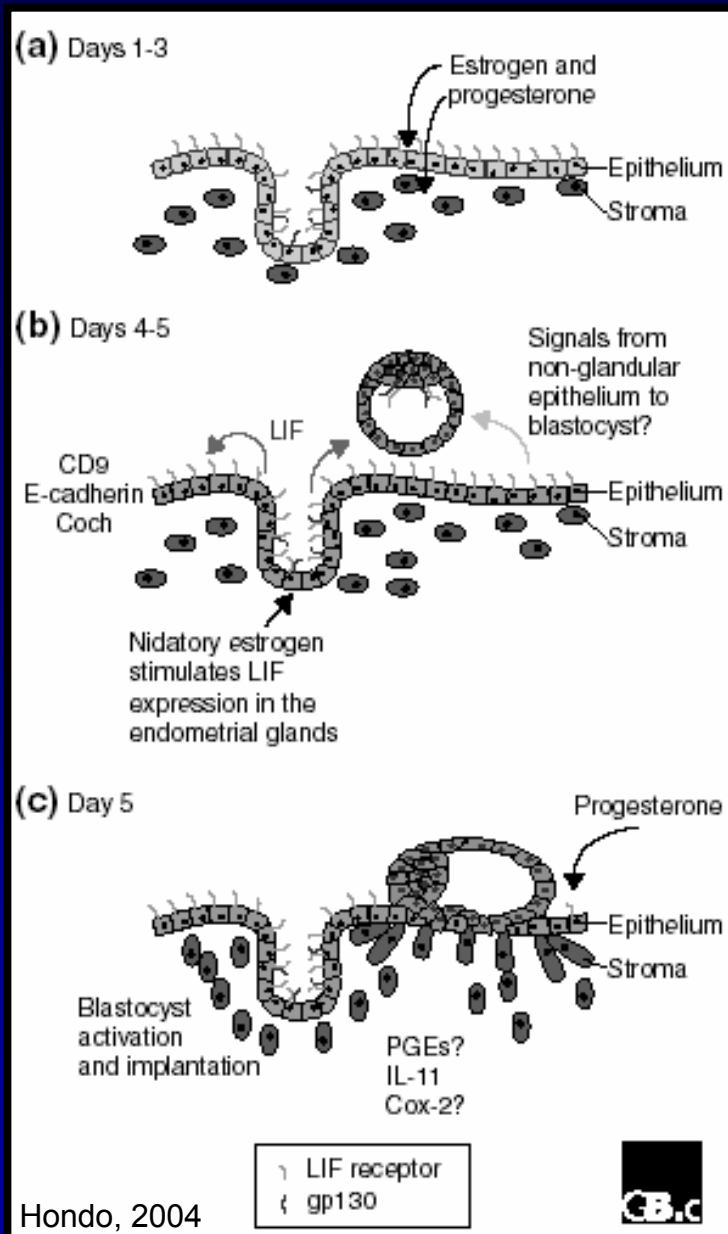 (a) Days 1-3
Estrogen and
progesterone
Epithelium
Stroma
(b) Days 4-5
Signals from
non-glandular
epithelium to
blastocyst?
LIF
CD9
E-cadherin
Coch
Epithelium
Stroma
Nidatory estrogen
stimulates LIF
expression in the
endometrial glands
(c) Day 5
Progesterone
Epithelium
Stroma
Blastocyst
activation
and implantation
PGEs?
IL-11
Cox-2?
LIF receptor
gp130
Hondo, 2004